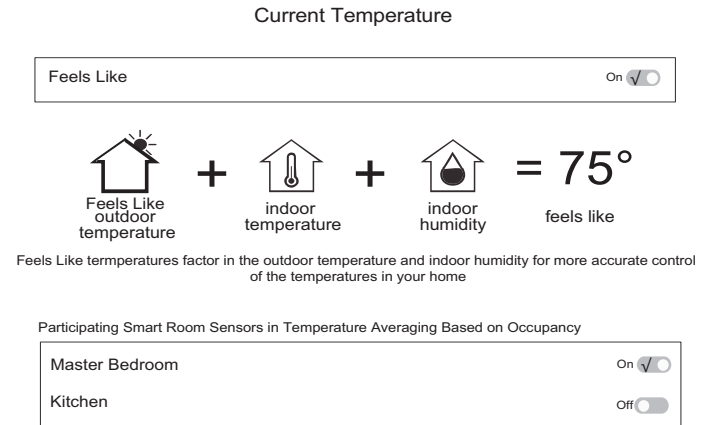 Current Temperature
Feels Like
On √
+ + = 75°
Feels Like
outdoor
temperature
indoor
temperature
indoor
humidity
feels like
Feels Like termperatures factor in the outdoor temperature and indoor humidity for more accurate control
of the temperatures in your home
Participating Smart Room Sensors in Temperature Averaging Based on Occupancy
Master Bedroom
On √
Kitchen
Off